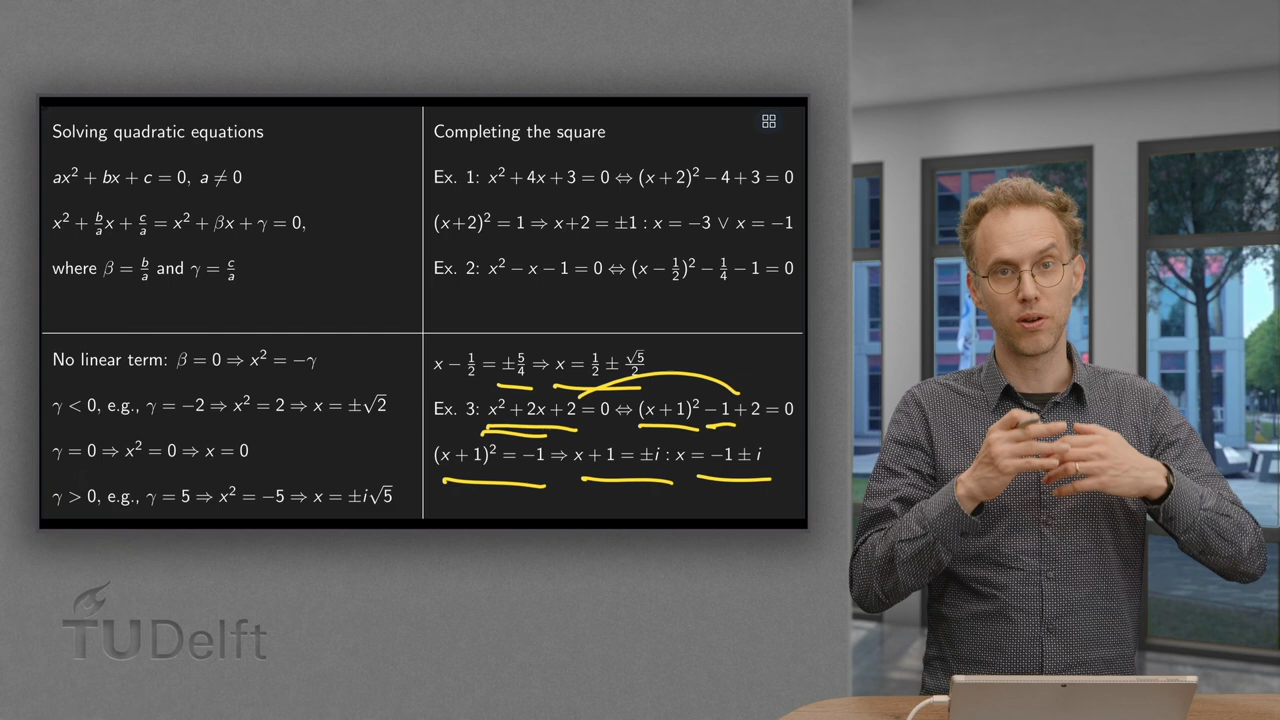 Solving quadratic equations
ax² + bx + c = 0, a ≠ 0
x² + b/a x + c/a = x² + βx + γ = 0,
where β = b/a and γ = c/a
Completing the square
Ex. 1: x² + 4x + 3 = 0 ⇔ (x + 2)² − 4 + 3 = 0
(x+2)² = 1 ⇒ x+2 = ±1 : x = −3 ∨ x = −1
Ex. 2: x² − x − 1 = 0 ⇔ (x − 1/2)² − 1/4 − 1 = 0
No linear term: β = 0 ⇒ x² = −γ
γ < 0, e.g., γ = −2 ⇒ x² = 2 ⇒ x = ±√2
γ = 0 ⇒ x² = 0 ⇒ x = 0
γ > 0, e.g., γ = 5 ⇒ x² = −5 ⇒ x = ±i√5
x − 1/2 = ±5/4 ⇒ x = 1/2 ± √5/2
Ex. 3: x² + 2x + 2 = 0 ⇔ (x + 1)² − 1 + 2 = 0
(x + 1)² = −1 ⇒ x + 1 = ±i : x = −1 ± i
TUDelft